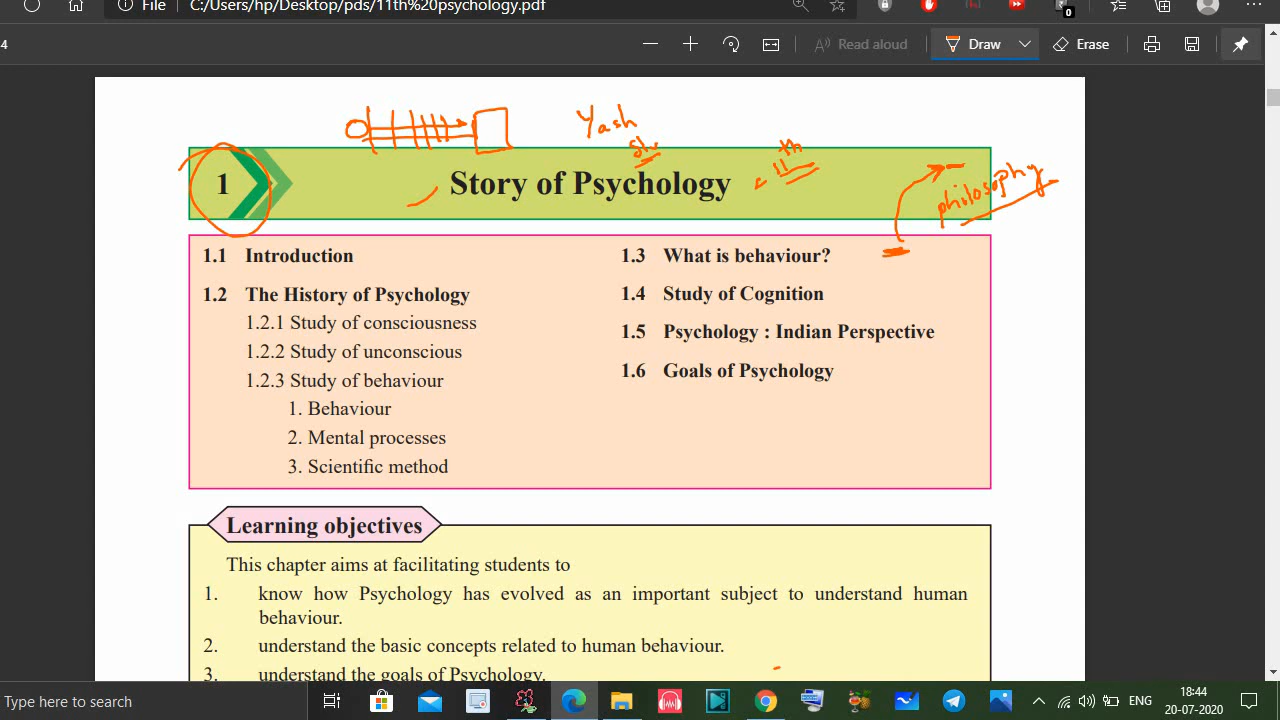 File
C:/Users/hp/Desktop/pds/11th%20psychology.pdf
0
4
Read aloud
Draw
Erase
Yash
11th
philosophy
1
Story of Psychology
1.1 Introduction
1.2 The History of Psychology
1.2.1 Study of consciousness
1.2.2 Study of unconscious
1.2.3 Study of behaviour
1. Behaviour
2. Mental processes
3. Scientific method
1.3 What is behaviour?
1.4 Study of Cognition
1.5 Psychology : Indian Perspective
1.6 Goals of Psychology
Learning objectives
This chapter aims at facilitating students to
1. know how Psychology has evolved as an important subject to understand human
behaviour.
2. understand the basic concepts related to human behaviour.
3. understand the goals of Psychology.
Type here to search
ENG
18:44
20-07-2020